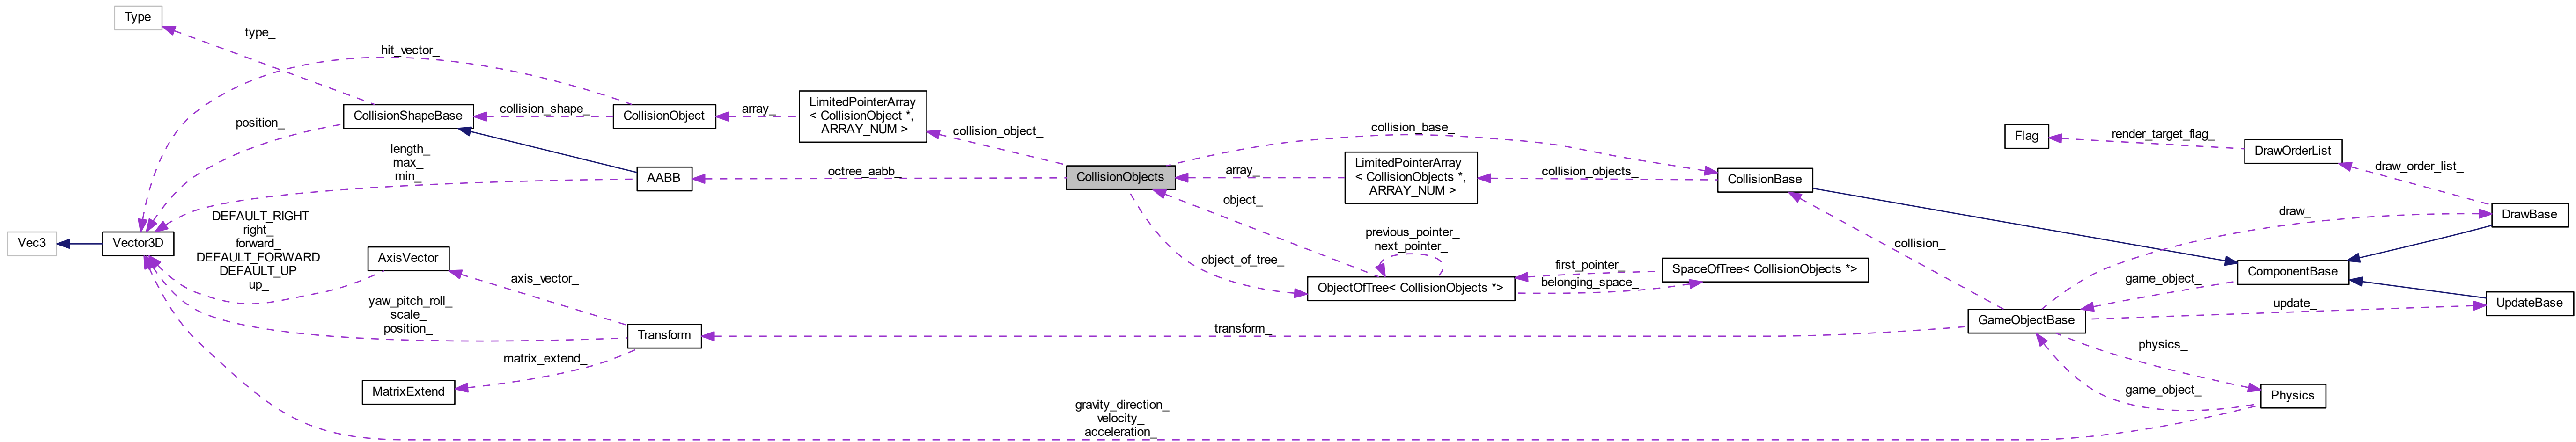 Type
type_
hit_vector_
CollisionShapeBase
collision_shape_
CollisionObject
array_
LimitedPointerArray
< CollisionObject *,
ARRAY_NUM >
position_
collision_object_
length_
max_
min_
AABB
octree_aabb_
CollisionObjects
collision_base_
array_
LimitedPointerArray
< CollisionObjects *,
ARRAY_NUM >
collision_objects_
CollisionBase
Flag
render_target_flag_
DrawOrderList
draw_order_list_
DrawBase
Vec3
Vector3D
DEFAULT_RIGHT
right_
forward_
DEFAULT_FORWARD
DEFAULT_UP
up_
AxisVector
axis_vector_
object_
object_of_tree_
previous_pointer_
next_pointer_
ObjectOfTree< CollisionObjects *>
first_pointer_
belonging_space_
SpaceOfTree< CollisionObjects *>
collision_
draw_
ComponentBase
game_object_
update_
UpdateBase
GameObjectBase
yaw_pitch_roll_
scale_
position_
Transform
transform_
matrix_extend_
MatrixExtend
physics_
game_object_
Physics
gravity_direction_
velocity_
acceleration_